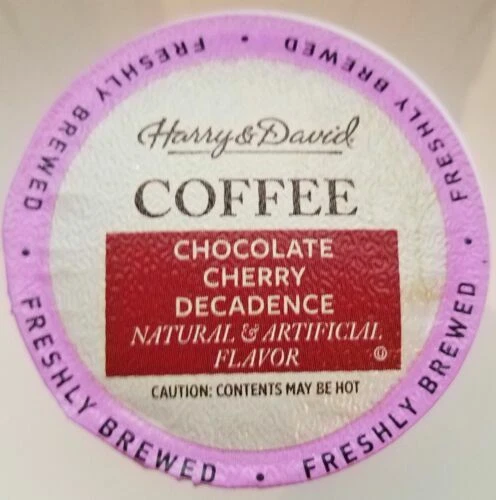 FRESHLY BREWED • FRESHLY BREWED • FRESHLY BREWED • FRESHLY BREWED •
Harry & David
COFFEE
CHOCOLATE
CHERRY
DECADENCE
NATURAL & ARTIFICIAL
FLAVOR Ⓤ
CAUTION: CONTENTS MAY BE HOT